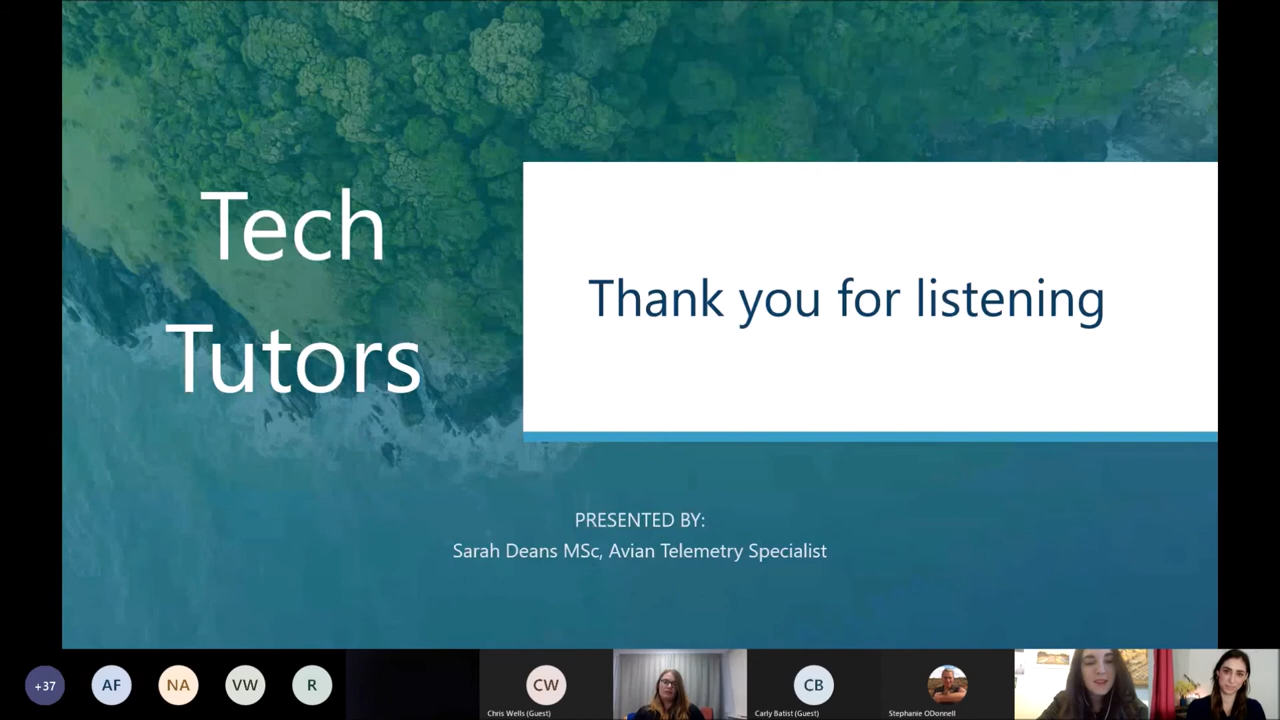 Tech
Tutors
Thank you for listening
PRESENTED BY:
Sarah Deans MSc, Avian Telemetry Specialist
+37
AF
NA
VW
R
CW
Chris Wells (Guest)
CB
Carly Batist (Guest)
Stephanie ODonnell